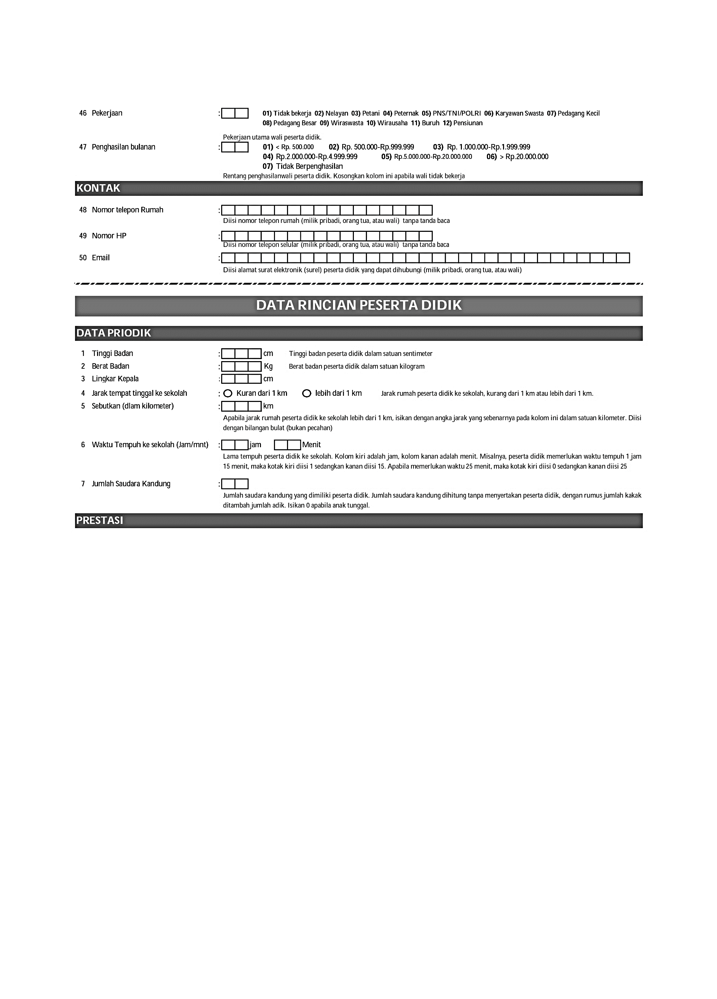 46 Pekerjaan : 01) Tidak bekerja 02) Nelayan 03) Petani 04) Peternak 05) PNS/TNI/POLRI 06) Karyawan Swasta 07) Pedagang Kecil
08) Pedagang Besar 09) Wiraswasta 10) Wirausaha 11) Buruh 12) Pensiunan
Pekerjaan utama wali peserta didik.
47 Penghasilan bulanan : 01) < Rp. 500.000 02) Rp. 500.000-Rp.999.999 03) Rp. 1.000.000-Rp.1.999.999
04) Rp.2.000.000-Rp.4.999.999 05) Rp.5.000.000-Rp.20.000.000 06) > Rp.20.000.000
07) Tidak Berpenghasilan
Rentang penghasilanwali peserta didik. Kosongkan kolom ini apabila wali tidak bekerja
KONTAK
48 Nomor telepon Rumah :
Diisi nomor telepon rumah (milik pribadi, orang tua, atau wali) tanpa tanda baca
49 Nomor HP :
Diisi nomor telepon selular (milik pribadi, orang tua, atau wali) tanpa tanda baca
50 Email :
Diisi alamat surat elektronik (surel) peserta didik yang dapat dihubungi (milik pribadi, orang tua, atau wali)
DATA RINCIAN PESERTA DIDIK
DATA PRIODIK
1 Tinggi Badan : cm Tinggi badan peserta didik dalam satuan sentimeter
2 Berat Badan : Kg Berat badan peserta didik dalam satuan kilogram
3 Lingkar Kepala : cm
4 Jarak tempat tinggal ke sekolah : Kuran dari 1 km lebih dari 1 km Jarak rumah peserta didik ke sekolah, kurang dari 1 km atau lebih dari 1 km.
5 Sebutkan (dlam kilometer) : km
Apabila jarak rumah peserta didik ke sekolah lebih dari 1 km, isikan dengan angka jarak yang sebenarnya pada kolom ini dalam satuan kilometer. Diisi
dengan bilangan bulat (bukan pecahan)
6 Waktu Tempuh ke sekolah (Jam/mnt) : jam Menit
Lama tempuh peserta didik ke sekolah. Kolom kiri adalah jam, kolom kanan adalah menit. Misalnya, peserta didik memerlukan waktu tempuh 1 jam
15 menit, maka kotak kiri diisi 1 sedangkan kanan diisi 15. Apabila memerlukan waktu 25 menit, maka kotak kiri diisi 0 sedangkan kanan diisi 25
7 Jumlah Saudara Kandung :
Jumlah saudara kandung yang dimiliki peserta didik. Jumlah saudara kandung dihitung tanpa menyertakan peserta didik, dengan rumus jumlah kakak
ditambah jumlah adik. Isikan 0 apabila anak tunggal.
PRESTASI